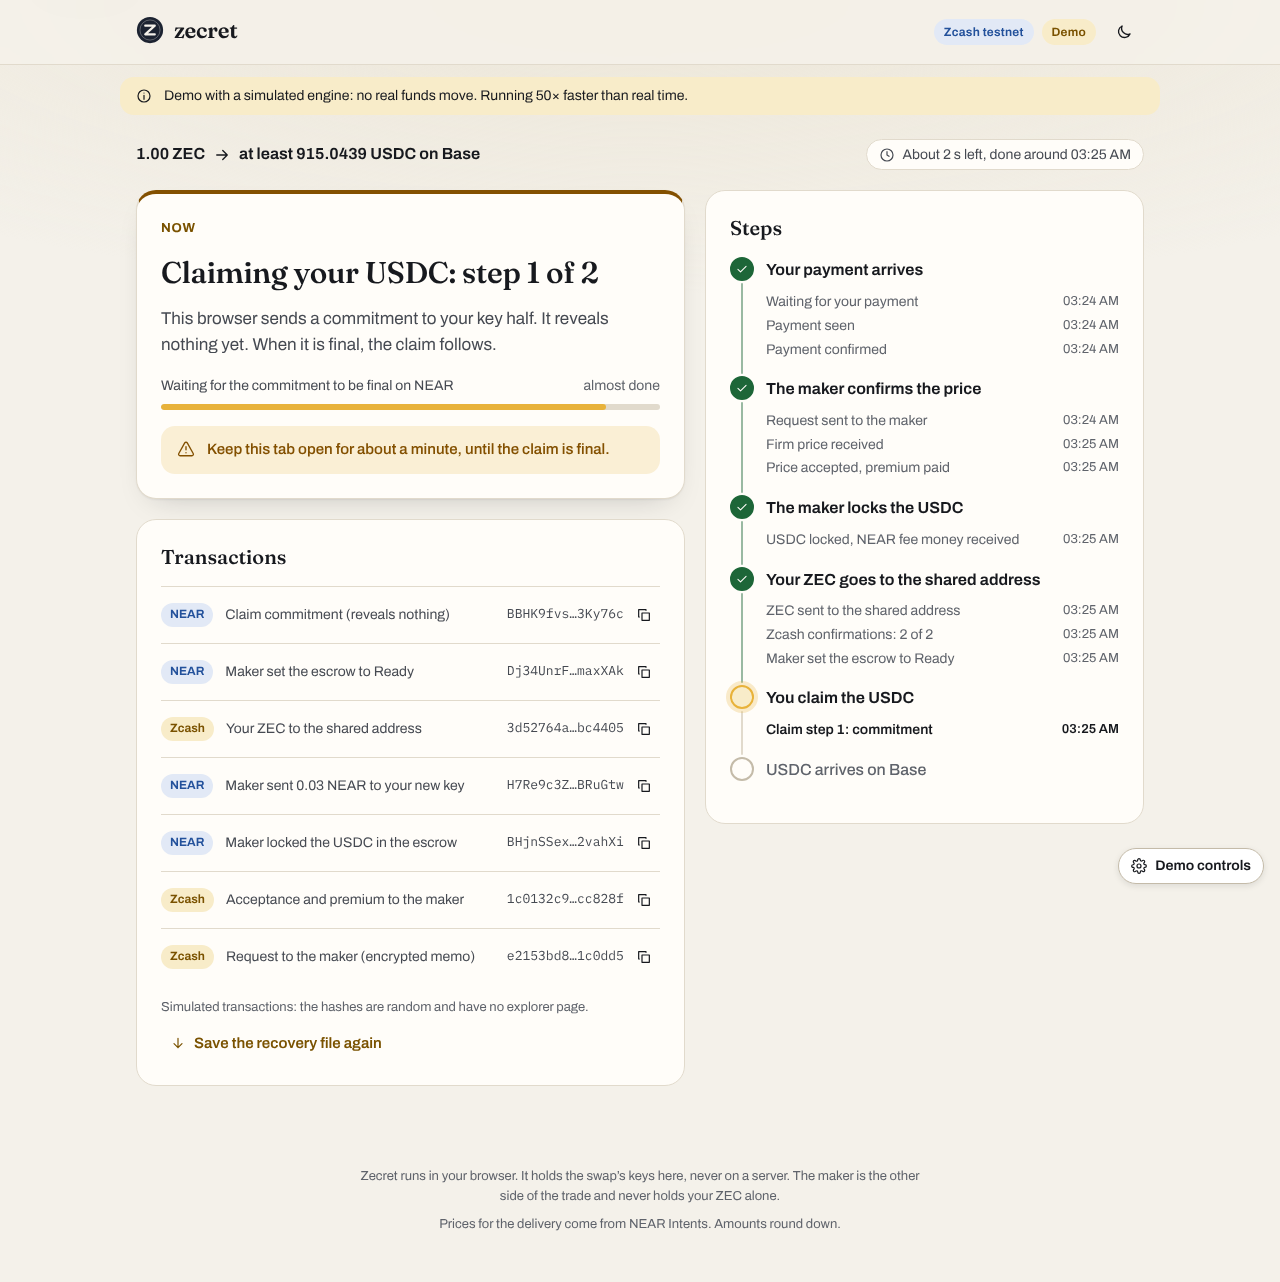 zecret
Zcash testnet
Demo
Demo with a simulated engine: no real funds move. Running 50× faster than real time.
1.00 ZEC → at least 915.0439 USDC on Base
About 2 s left, done around 03:25 AM
NOW
Claiming your USDC: step 1 of 2
This browser sends a commitment to your key half. It reveals
nothing yet. When it is final, the claim follows.
Waiting for the commitment to be final on NEAR almost done
Keep this tab open for about a minute, until the claim is final.
Transactions
NEAR Claim commitment (reveals nothing) BBHK9fvs…3Ky76c
NEAR Maker set the escrow to Ready Dj34UnrF…maxXAk
Zcash Your ZEC to the shared address 3d52764a…bc4405
NEAR Maker sent 0.03 NEAR to your new key H7Re9c3Z…BRuGtw
NEAR Maker locked the USDC in the escrow BHjnSSex…2vahXi
Zcash Acceptance and premium to the maker 1c0132c9…cc828f
Zcash Request to the maker (encrypted memo) e2153bd8…1c0dd5
Simulated transactions: the hashes are random and have no explorer page.
Save the recovery file again
Steps
Your payment arrives
Waiting for your payment 03:24 AM
Payment seen 03:24 AM
Payment confirmed 03:24 AM
The maker confirms the price
Request sent to the maker 03:24 AM
Firm price received 03:25 AM
Price accepted, premium paid 03:25 AM
The maker locks the USDC
USDC locked, NEAR fee money received 03:25 AM
Your ZEC goes to the shared address
ZEC sent to the shared address 03:25 AM
Zcash confirmations: 2 of 2 03:25 AM
Maker set the escrow to Ready 03:25 AM
You claim the USDC
Claim step 1: commitment 03:25 AM
USDC arrives on Base
Demo controls
Zecret runs in your browser. It holds the swap's keys here, never on a server. The maker is the other
side of the trade and never holds your ZEC alone.
Prices for the delivery come from NEAR Intents. Amounts round down.